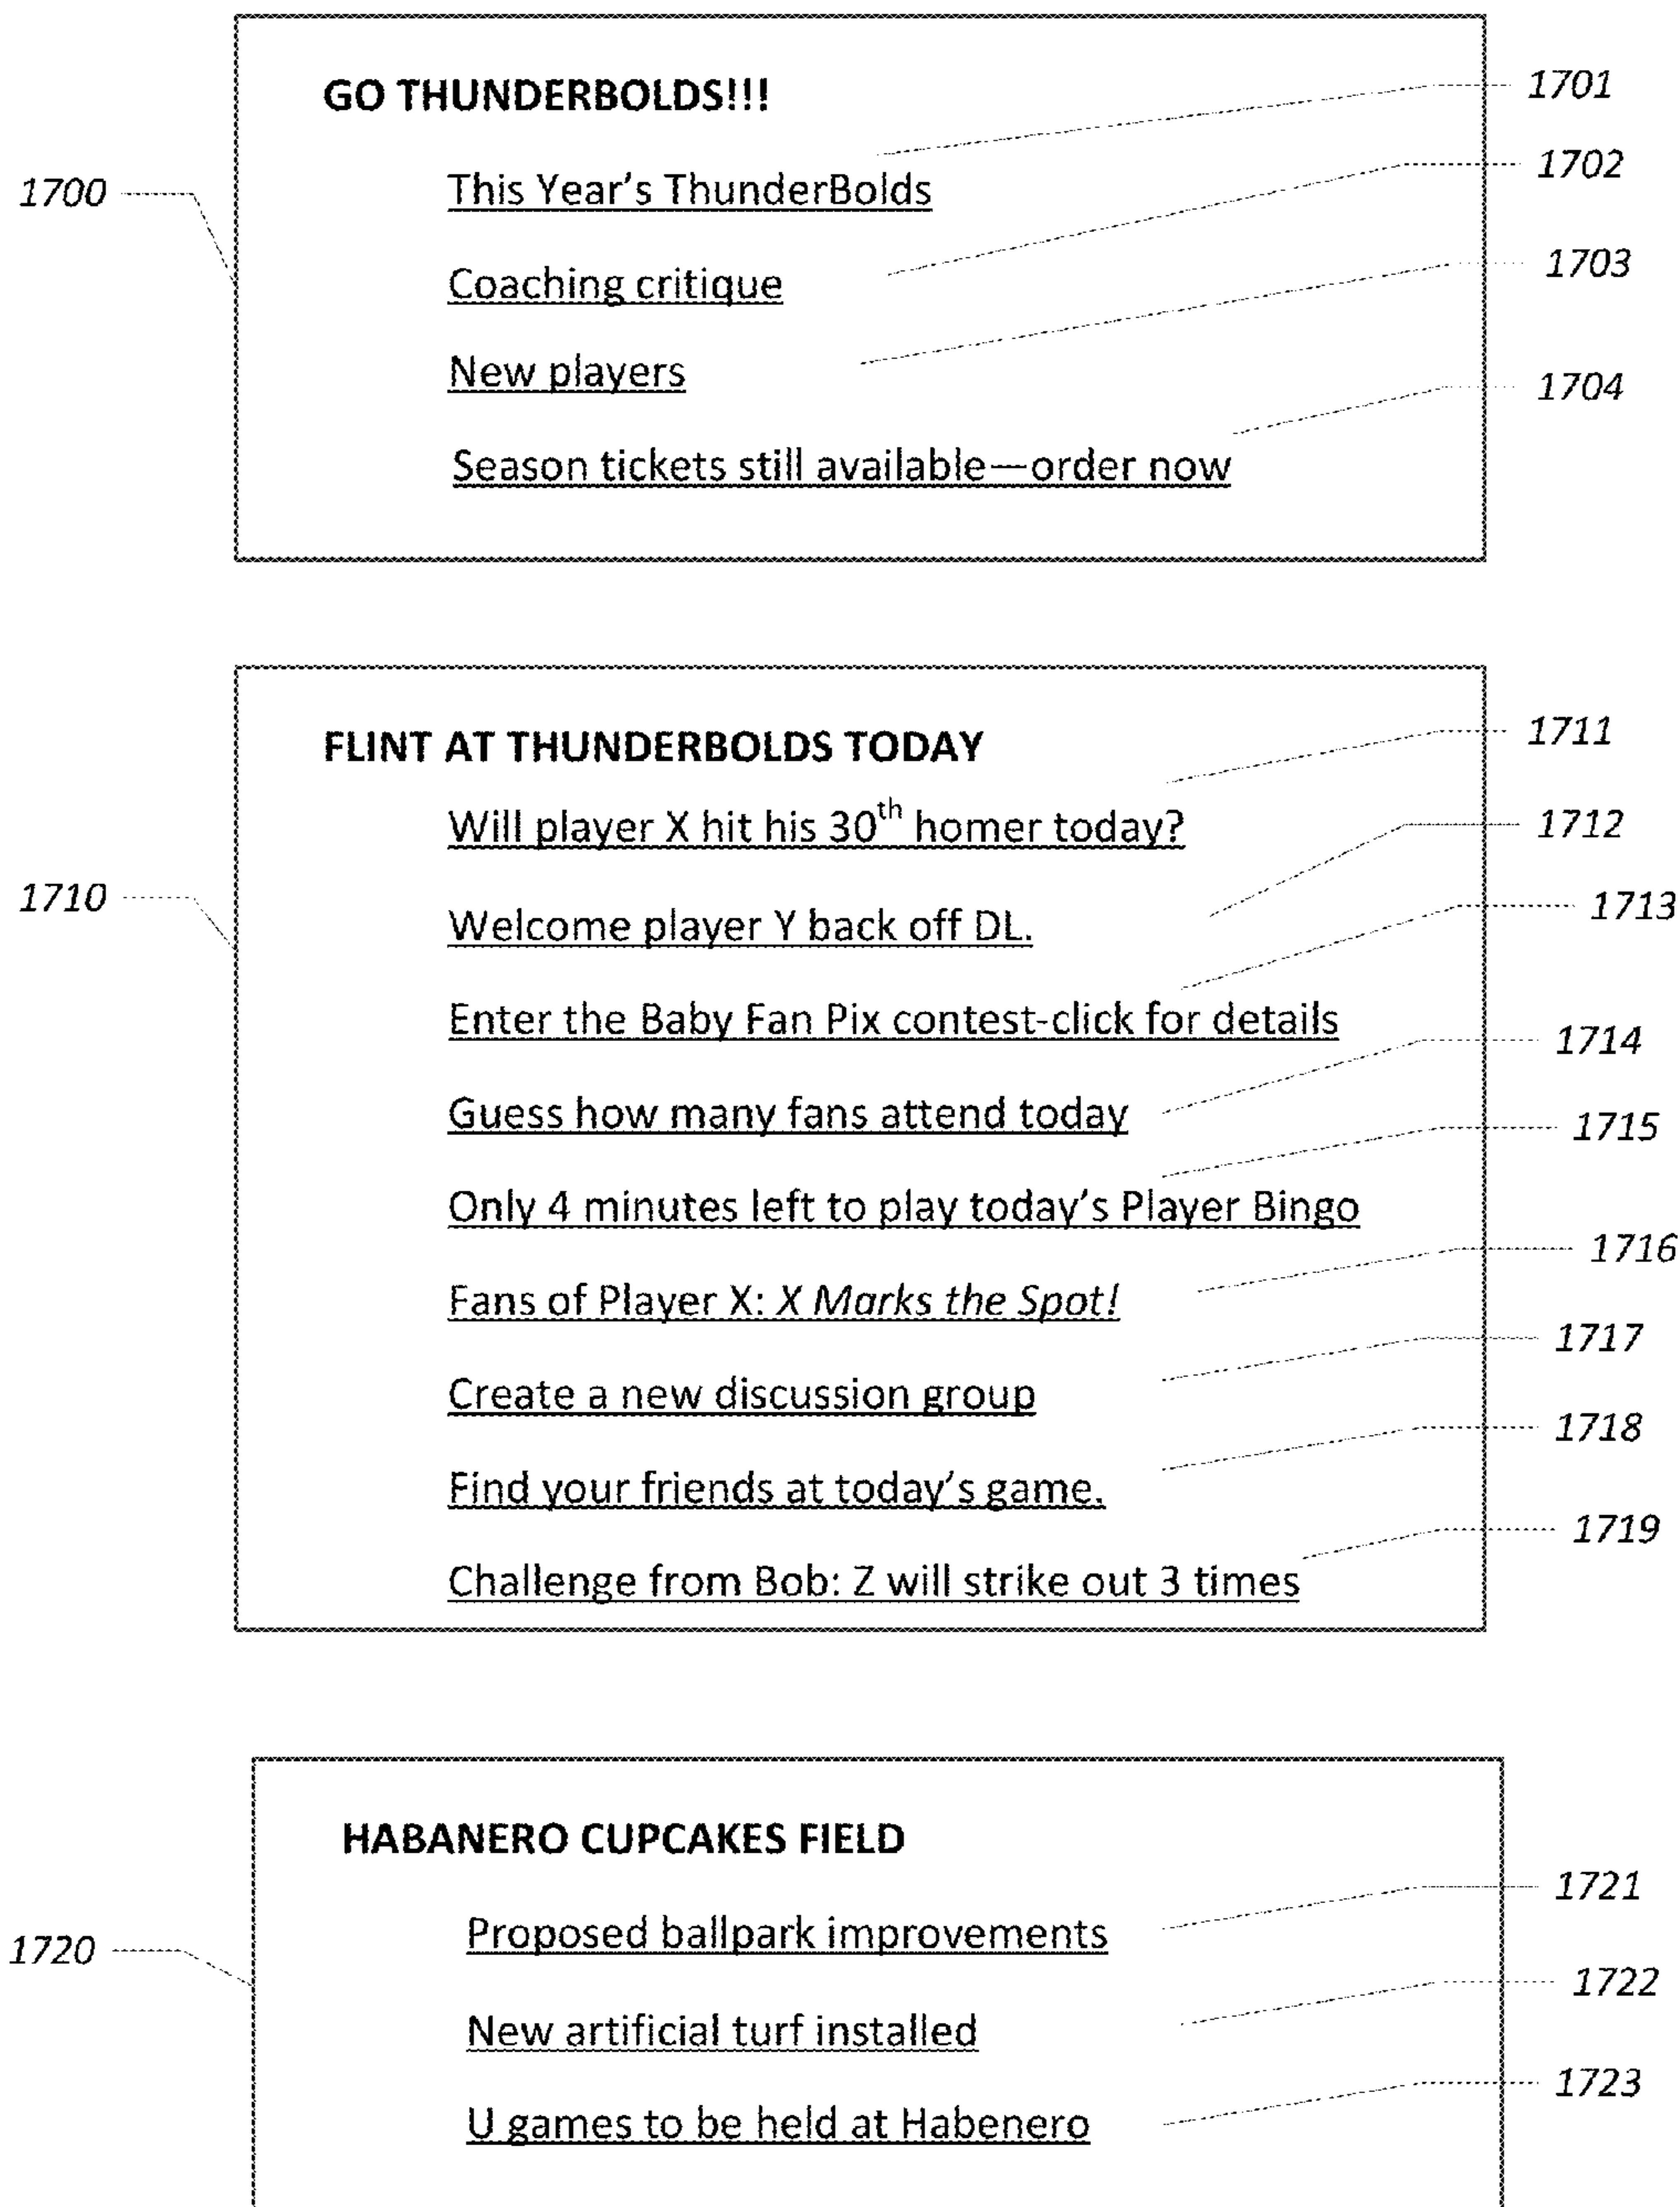 GO THUNDERBOLDS!!!
1701
This Year's ThunderBolds
1702
1700
Coaching critique
1703
New players
1704
Season tickets still available—order now
FLINT AT THUNDERBOLDS TODAY
1711
Will player X hit his 30th homer today?
1712
1710
Welcome player Y back off DL.
1713
Enter the Baby Fan Pix contest-click for details
1714
Guess how many fans attend today
1715
Only 4 minutes left to play today's Player Bingo
1716
Fans of Player X: X Marks the Spot!
1717
Create a new discussion group
1718
Find your friends at today's game.
1719
Challenge from Bob: Z will strike out 3 times
HABANERO CUPCAKES FIELD
1721
Proposed ballpark improvements
1720
1722
New artificial turf installed
1723
U games to be held at Habenero